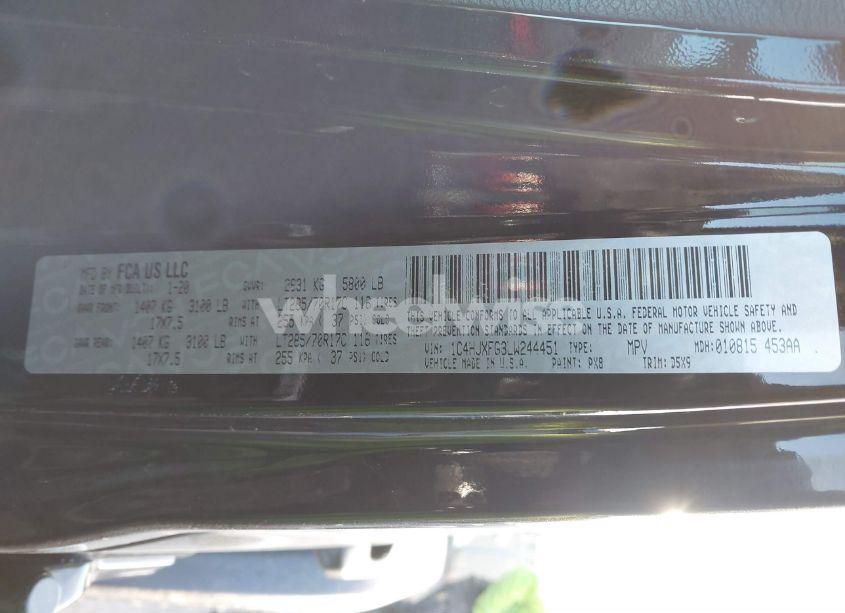 MFD BY FCA US LLC
DATE OF MFR 1-20 GVWR: 2631 KG 5800 LB
GAWR FRONT: 1407 KG 3100 LB WITH LT285/70R17C 116 TIRES
17X7.5 RIMS AT 255 37 PSI COLD
GAWR REAR: 1407 KG 3100 LB WITH LT285/70R17C 116 TIRES
17X7.5 RIMS AT 255 KPA ( 37 PSI) COLD
THIS VEHICLE CONFORMS TO ALL APPLICABLE U.S.A. FEDERAL MOTOR VEHICLE SAFETY AND
THEFT PREVENTION STANDARDS IN EFFECT ON THE DATE OF MANUFACTURE SHOWN ABOVE.
VIN: 1C4HJXFG3LW244451 TYPE: MPV MDH: 010815 453AA
VEHICLE MADE IN U.S.A. PAINT: PX8 TRIM: D5X9
wheelwire